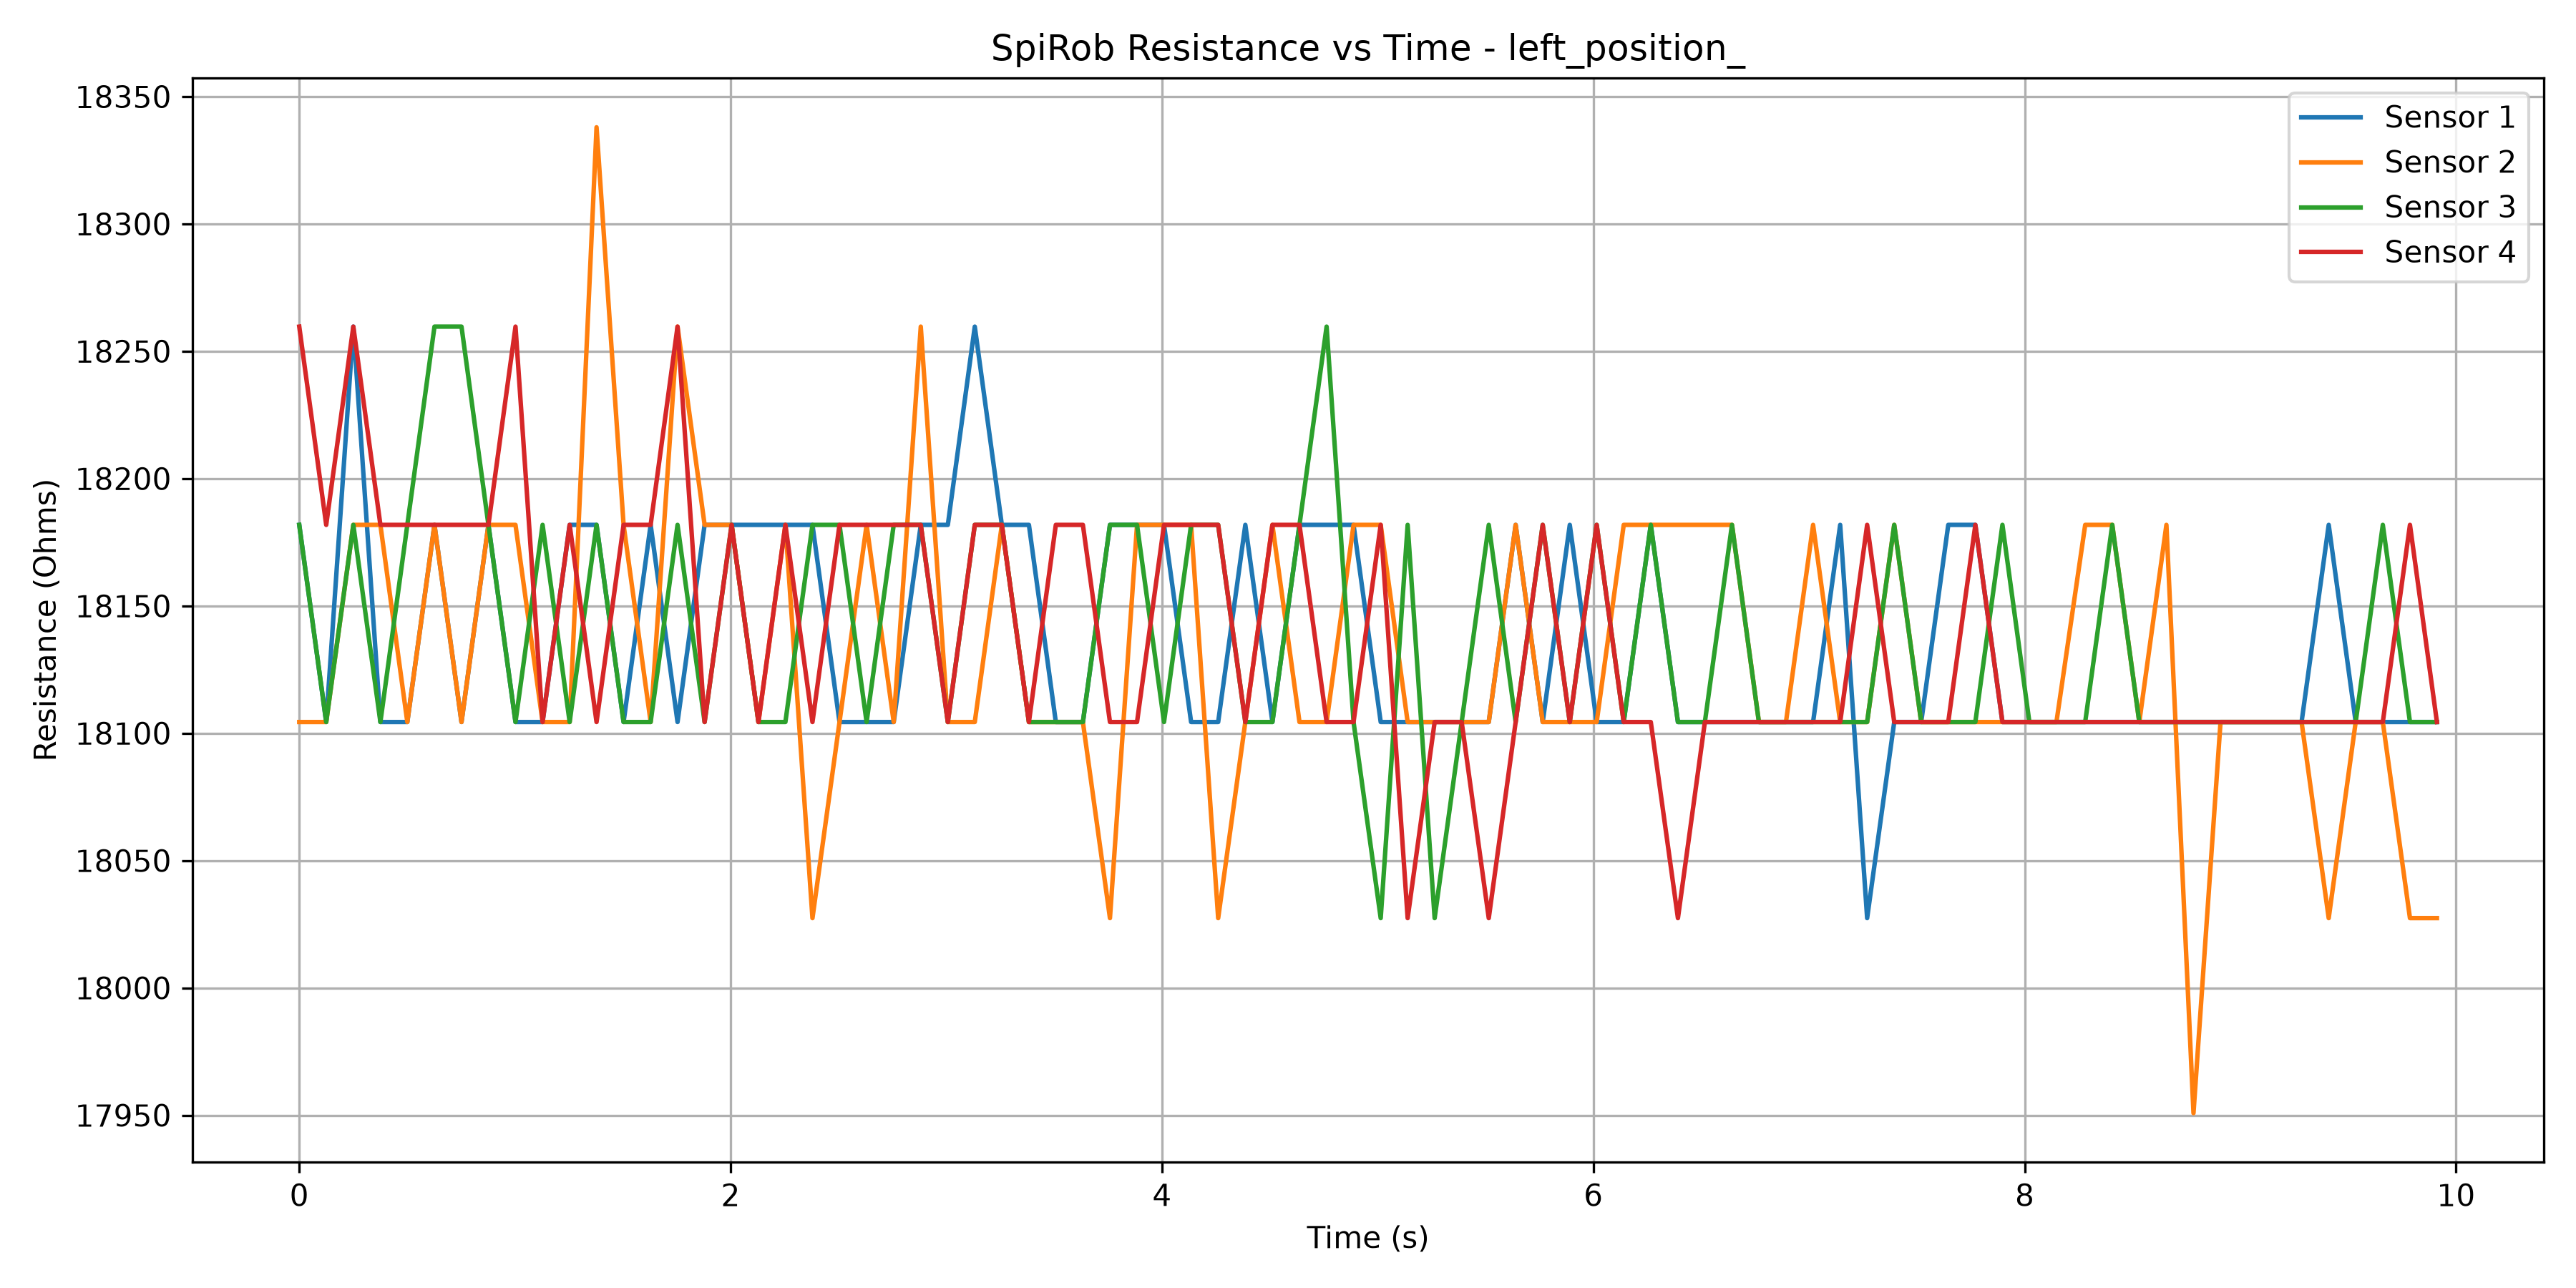 SpiRob Resistance vs Time - left_position_
18350
18300
18250
18200
18150
18100
18050
18000
17950
Resistance (Ohms)
Sensor 1
Sensor 2
Sensor 3
Sensor 4
0 2 4 6 8 10
Time (s)